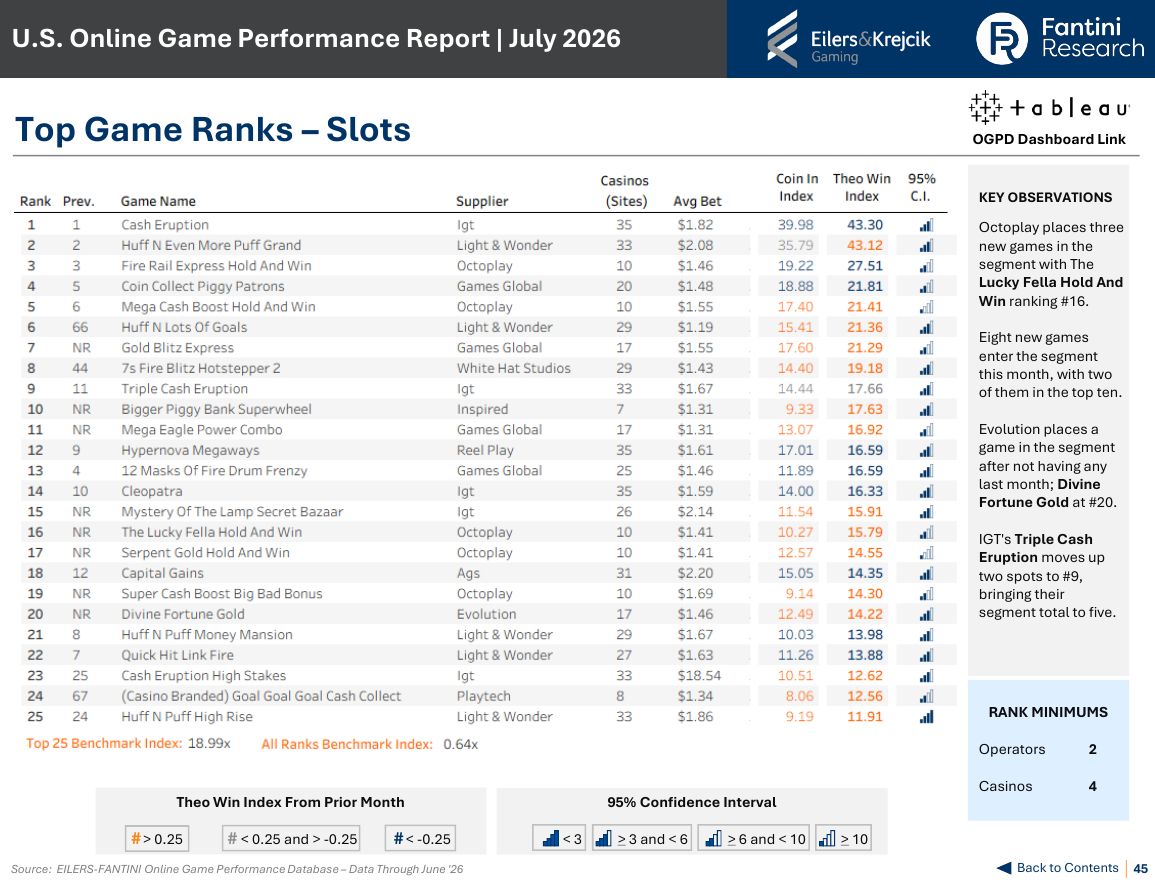 U.S. Online Game Performance Report | July 2026
Eilers&Krejcik
Gaming
Fantini
Research
Top Game Ranks – Slots
+ a b l e a u
OGPD Dashboard Link
Rank Prev. Game Name Supplier Casinos (Sites) Avg Bet Coin In Index Theo Win Index 95% C.I.
1 1 Cash Eruption Igt 35 $1.82 39.98 43.30
2 2 Huff N Even More Puff Grand Light & Wonder 33 $2.08 35.79 43.12
3 3 Fire Rail Express Hold And Win Octoplay 10 $1.46 19.22 27.51
4 5 Coin Collect Piggy Patrons Games Global 20 $1.48 18.88 21.81
5 6 Mega Cash Boost Hold And Win Octoplay 10 $1.55 17.40 21.41
6 66 Huff N Lots Of Goals Light & Wonder 29 $1.19 15.41 21.36
7 NR Gold Blitz Express Games Global 17 $1.55 17.60 21.29
8 44 7s Fire Blitz Hotstepper 2 White Hat Studios 29 $1.43 14.40 19.18
9 11 Triple Cash Eruption Igt 33 $1.67 14.44 17.66
10 NR Bigger Piggy Bank Superwheel Inspired 7 $1.31 9.33 17.63
11 NR Mega Eagle Power Combo Games Global 17 $1.31 13.07 16.92
12 9 Hypernova Megaways Reel Play 35 $1.61 17.01 16.59
13 4 12 Masks Of Fire Drum Frenzy Games Global 25 $1.46 11.89 16.59
14 10 Cleopatra Igt 35 $1.59 14.00 16.33
15 NR Mystery Of The Lamp Secret Bazaar Igt 26 $2.14 11.54 15.91
16 NR The Lucky Fella Hold And Win Octoplay 10 $1.41 10.27 15.79
17 NR Serpent Gold Hold And Win Octoplay 10 $1.41 12.57 14.55
18 12 Capital Gains Ags 31 $2.20 15.05 14.35
19 NR Super Cash Boost Big Bad Bonus Octoplay 10 $1.69 9.14 14.30
20 NR Divine Fortune Gold Evolution 17 $1.46 12.49 14.22
21 8 Huff N Puff Money Mansion Light & Wonder 29 $1.67 10.03 13.98
22 7 Quick Hit Link Fire Light & Wonder 27 $1.63 11.26 13.88
23 25 Cash Eruption High Stakes Igt 33 $18.54 10.51 12.62
24 67 (Casino Branded) Goal Goal Goal Cash Collect Playtech 8 $1.34 8.06 12.56
25 24 Huff N Puff High Rise Light & Wonder 33 $1.86 9.19 11.91
Top 25 Benchmark Index: 18.99x All Ranks Benchmark Index: 0.64x
KEY OBSERVATIONS
Octoplay places three
new games in the
segment with The
Lucky Fella Hold And
Win ranking #16.
Eight new games
enter the segment
this month, with two
of them in the top ten.
Evolution places a
game in the segment
after not having any
last month; Divine
Fortune Gold at #20.
IGT's Triple Cash
Eruption moves up
two spots to #9,
bringing their
segment total to five.
RANK MINIMUMS
Operators 2
Casinos 4
Theo Win Index From Prior Month
# > 0.25 # < 0.25 and > -0.25 # < -0.25
95% Confidence Interval
< 3 ≥ 3 and < 6 ≥ 6 and < 10 ≥ 10
Source: EILERS-FANTINI Online Game Performance Database – Data Through June '26
Back to Contents 45